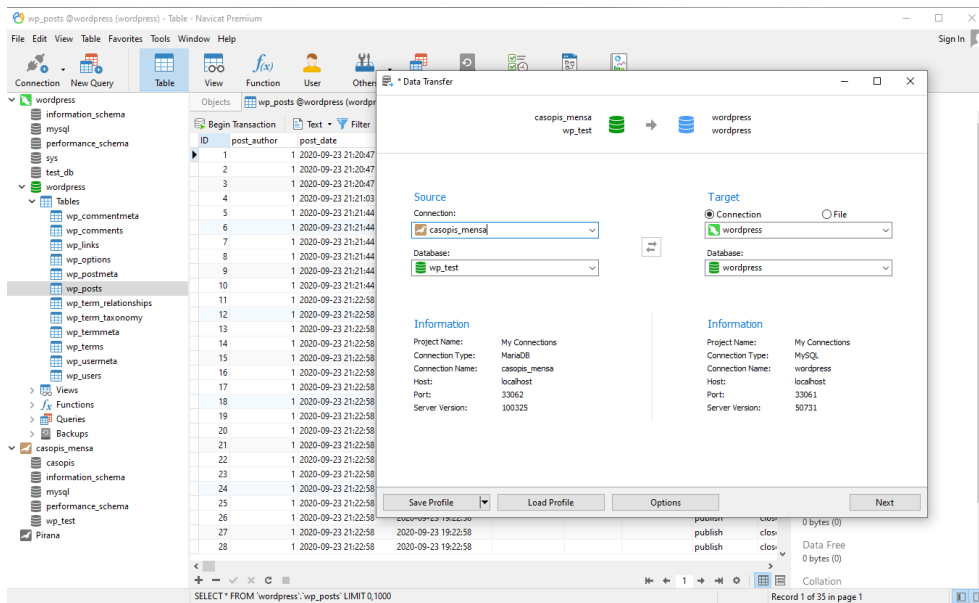 wp_posts @wordpress (wordpress) - Table - Navicat Premium
File Edit View Table Favorites Tools Window Help
Sign In
Connection New Query Table View Function User Others
Objects wp_posts @wordpress (wordpr
Begin Transaction Text Filter
ID post_author post_date
1 1 2020-09-23 21:20:47
2 1 2020-09-23 21:20:47
3 1 2020-09-23 21:20:47
4 1 2020-09-23 21:21:03
5 1 2020-09-23 21:21:44
6 1 2020-09-23 21:21:44
7 1 2020-09-23 21:21:44
8 1 2020-09-23 21:21:44
9 1 2020-09-23 21:21:44
10 1 2020-09-23 21:21:44
11 1 2020-09-23 21:22:58
12 1 2020-09-23 21:22:58
13 1 2020-09-23 21:22:58
14 1 2020-09-23 21:22:58
15 1 2020-09-23 21:22:58
16 1 2020-09-23 21:22:58
17 1 2020-09-23 21:22:58
18 1 2020-09-23 21:22:58
19 1 2020-09-23 21:22:58
20 1 2020-09-23 21:22:58
21 1 2020-09-23 21:22:58
22 1 2020-09-23 21:22:58
23 1 2020-09-23 21:22:58
24 1 2020-09-23 21:22:58
25 1 2020-09-23 21:22:58
26 1 2020-09-23 21:22:58 2020-09-23 19:22:58 publish clos
27 1 2020-09-23 21:22:58 2020-09-23 19:22:58 publish clos
28 1 2020-09-23 21:22:58 2020-09-23 19:22:58 publish clos
wordpress
information_schema
mysql
performance_schema
sys
test_db
wordpress
Tables
wp_commentmeta
wp_comments
wp_links
wp_options
wp_postmeta
wp_posts
wp_term_relationships
wp_term_taxonomy
wp_termmeta
wp_terms
wp_usermeta
wp_users
Views
Functions
Queries
Backups
casopis_mensa
casopis
information_schema
mysql
performance_schema
wp_test
Pirana
* Data Transfer
casopis_mensa
wp_test
wordpress
wordpress
Source
Connection:
casopis_mensa
Database:
wp_test
Target
Connection File
wordpress
Database:
wordpress
Information
Project Name: My Connections
Connection Type: MariaDB
Connection Name: casopis_mensa
Host: localhost
Port: 33062
Server Version: 100325
Information
Project Name: My Connections
Connection Type: MySQL
Connection Name: wordpress
Host: localhost
Port: 33061
Server Version: 50731
Save Profile Load Profile Options Next
0 bytes (0)
Data Free
0 bytes (0)
Collation
1
SELECT * FROM `wordpress`.`wp_posts` LIMIT 0,1000
Record 1 of 35 in page 1